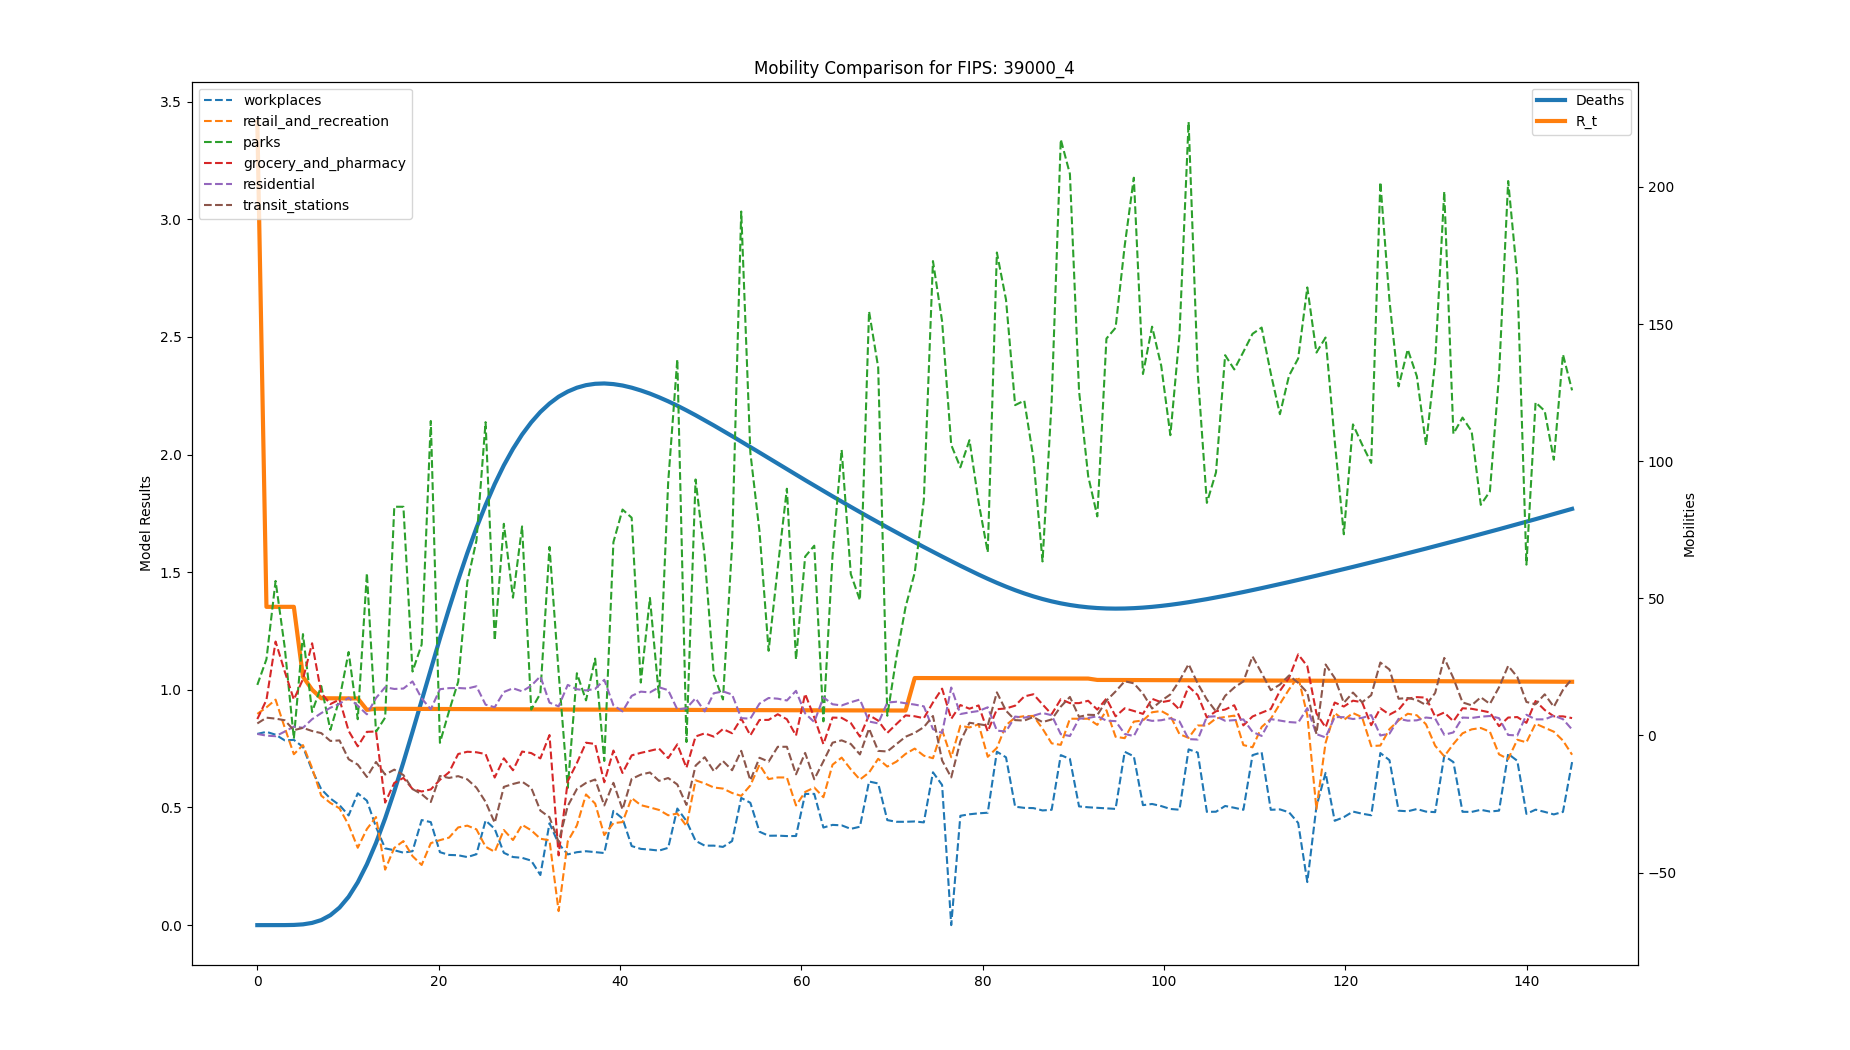 Mobility Comparison for FIPS: 39000_4
workplaces
retail_and_recreation
parks
grocery_and_pharmacy
residential
transit_stations
Deaths
R_t
Model Results
3.5
3.0
2.5
2.0
1.5
1.0
0.5
0.0
Mobilities
200
150
100
50
0
−50
0 20 40 60 80 100 120 140